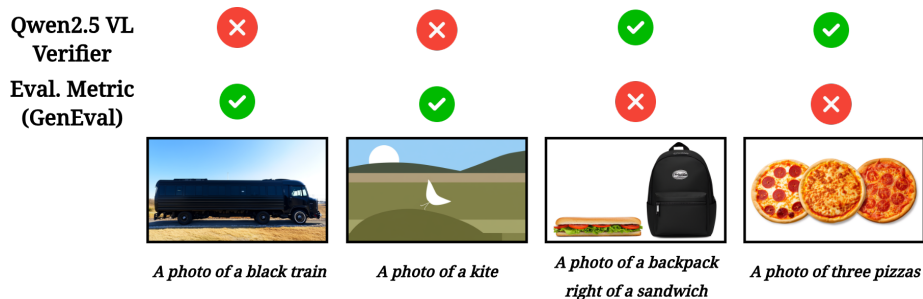 Qwen2.5 VL
Verifier
Eval. Metric
(GenEval)
A photo of a black train
A photo of a kite
A photo of a backpack
right of a sandwich
A photo of three pizzas